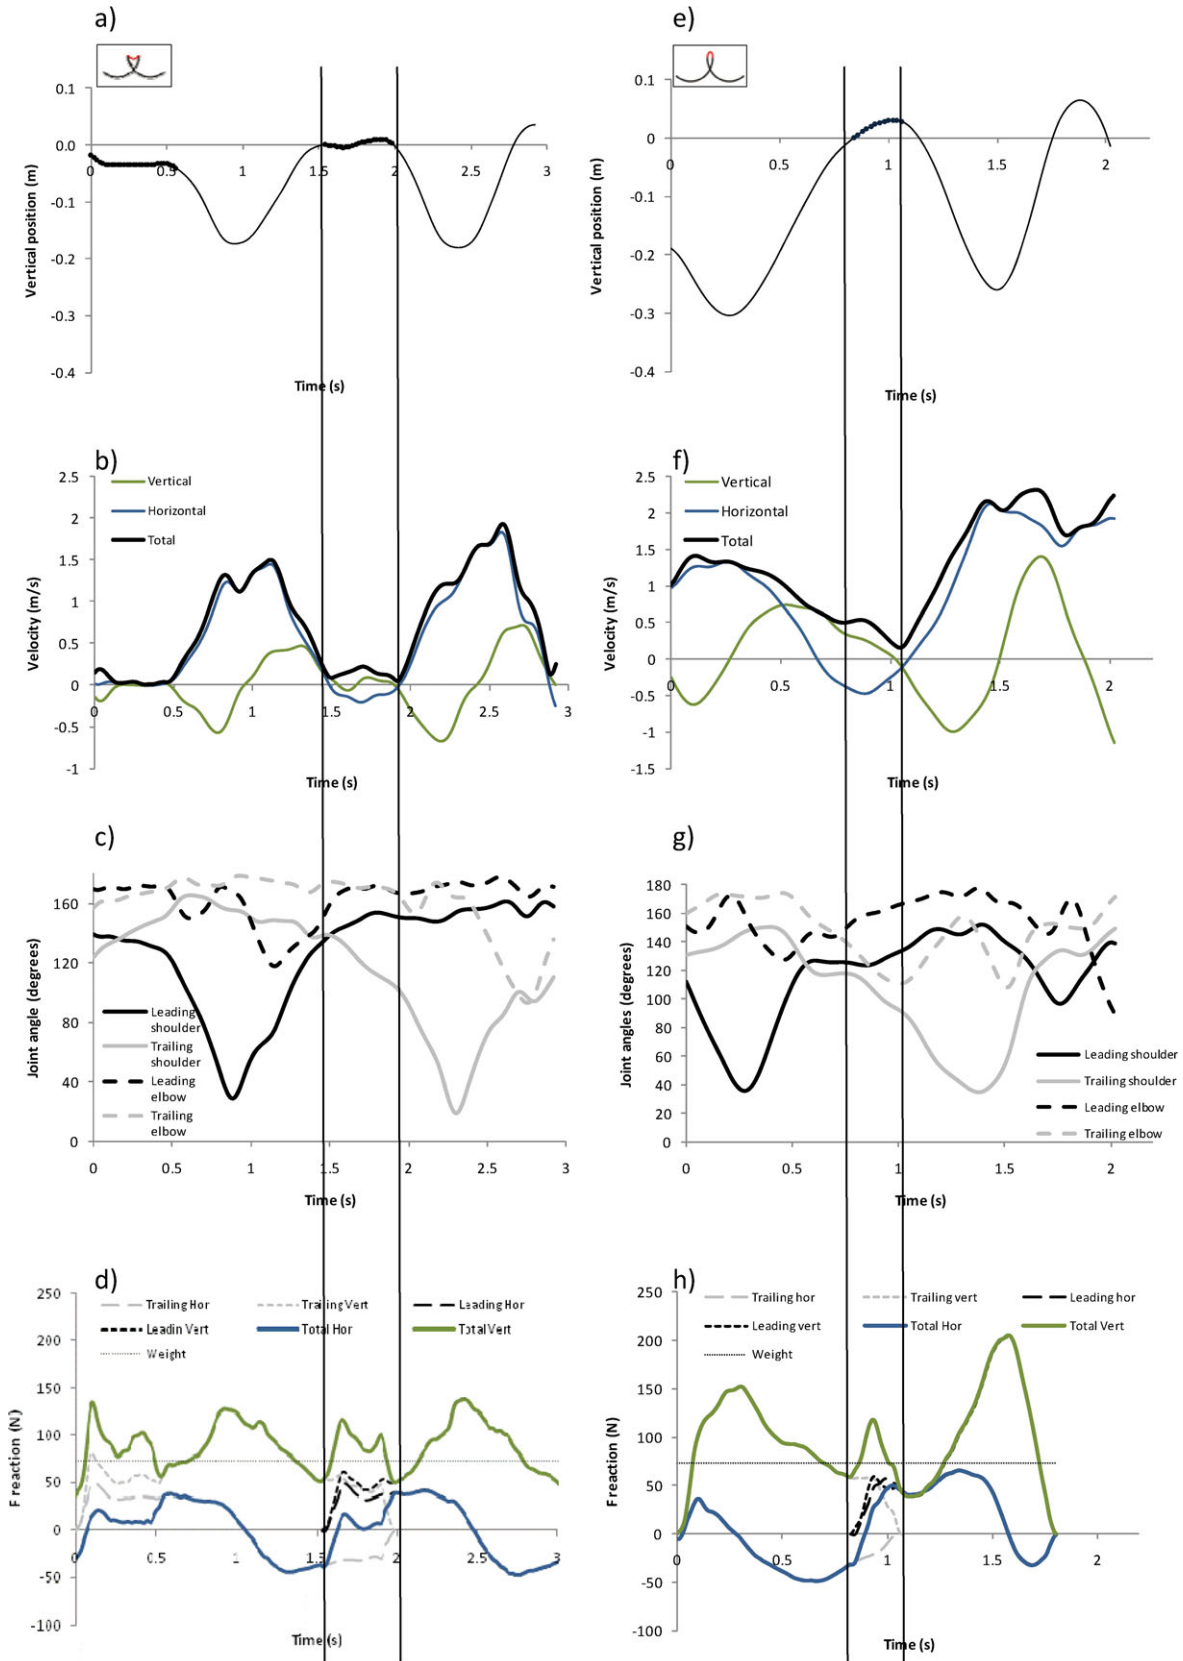 a)
0.1
0.0
-0.1
-0.2
-0.3
-0.4
0 0.5 1 1.5 2 2.5 3
Vertical position (m)
Time (s)
b)
Vertical
Horizontal
Total
2.5
2
1.5
1
0.5
0
-0.5
-1
0 0.5 1 1.5 2 2.5 3
Velocity (m/s)
Time (s)
c)
160
120
80
40
0
0 0.5 1 1.5 2 2.5 3
Joint angle (degrees)
Leading
shoulder
Trailing
shoulder
Leading
elbow
Trailing
elbow
Time (s)
d)
Trailing Hor Trailing Vert Leading Hor
Leadin Vert Total Hor Total Vert
Weight
250
200
150
100
50
0
-50
-100
0 0.5 1 1.5 2 2.5 3
F reaction (N)
Time (s)
e)
0.1
0
-0.1
-0.2
-0.3
-0.4
0 0.5 1 1.5 2
Vertical position (m)
Time (s)
f)
Vertical
Horizontal
Total
2.5
2
1.5
1
0.5
0
-0.5
-1
-1.5
0 0.5 1 1.5 2
Velocity (m/s)
Time (s)
g)
180
160
140
120
100
80
60
40
20
0
0 0.5 1 1.5 2
Joint angles (degrees)
Leading shoulder
Trailing shoulder
Leading elbow
Trailing elbow
Time (s)
h)
Trailing hor Trailing vert Leading hor
Leading vert Total Hor Total Vert
Weight
250
200
150
100
50
0
-50
-100
0 0.5 1 1.5 2
F reaction (N)
Time (s)